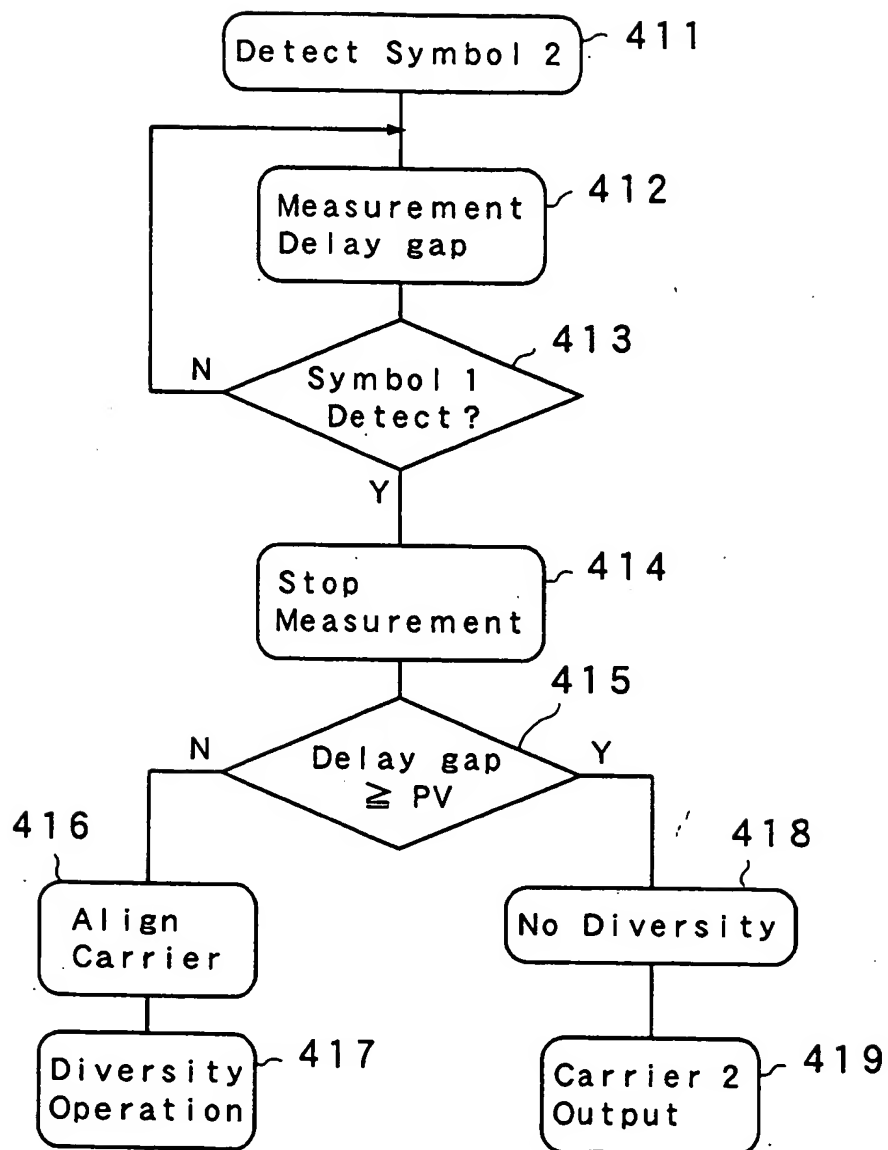 Detect Symbol 2
411
Measurement
Delay gap
412
413
N
Symbol 1
Detect?
Y
Stop
Measurement
414
415
N
Delay gap
≧ PV
Y
416
Align
Carrier
418
No Diversity
Diversity
Operation
417
Carrier 2
Output
419